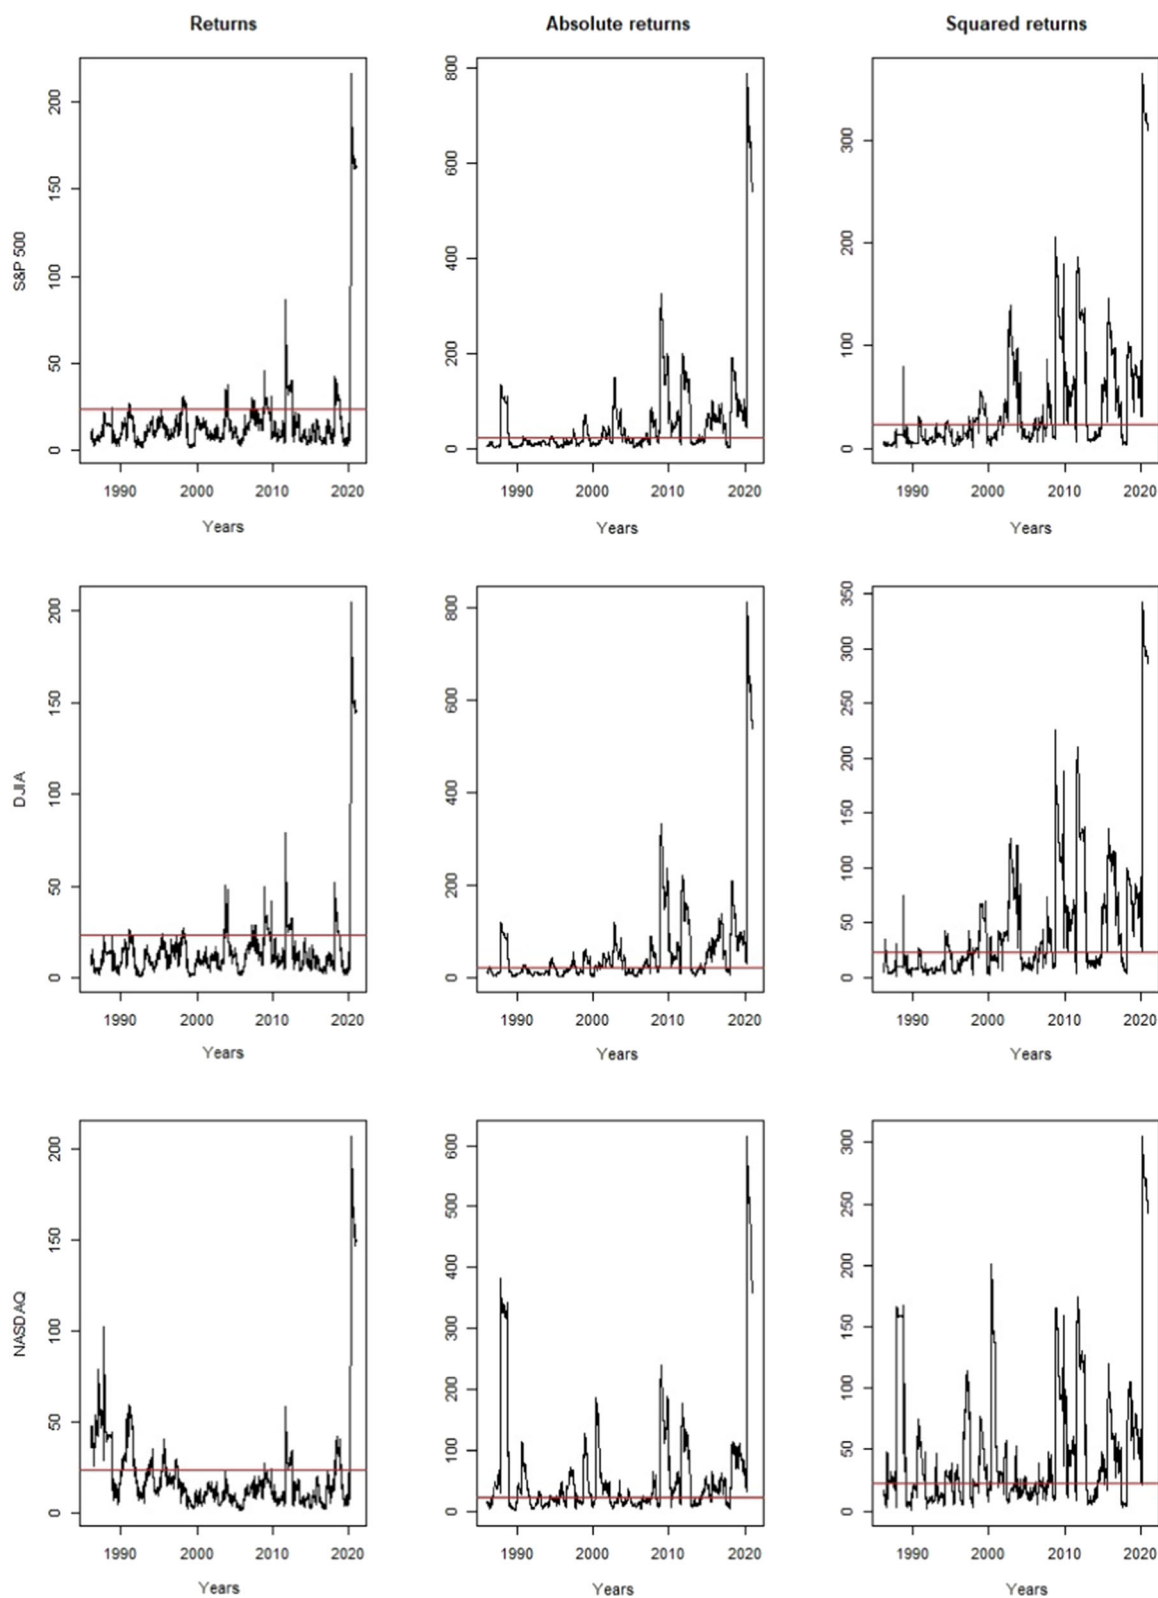 Returns
Absolute returns
Squared returns
S&P 500
0 50 100 150 200
1990 2000 2010 2020
Years
0 200 400 600 800
1990 2000 2010 2020
Years
0 100 200 300
1990 2000 2010 2020
Years
DJIA
0 50 100 150 200
1990 2000 2010 2020
Years
0 200 400 600 800
1990 2000 2010 2020
Years
0 50 100 150 200 250 300 350
1990 2000 2010 2020
Years
NASDAQ
0 50 100 150 200
1990 2000 2010 2020
Years
0 100 200 300 400 500 600
1990 2000 2010 2020
Years
0 50 100 150 200 250 300
1990 2000 2010 2020
Years